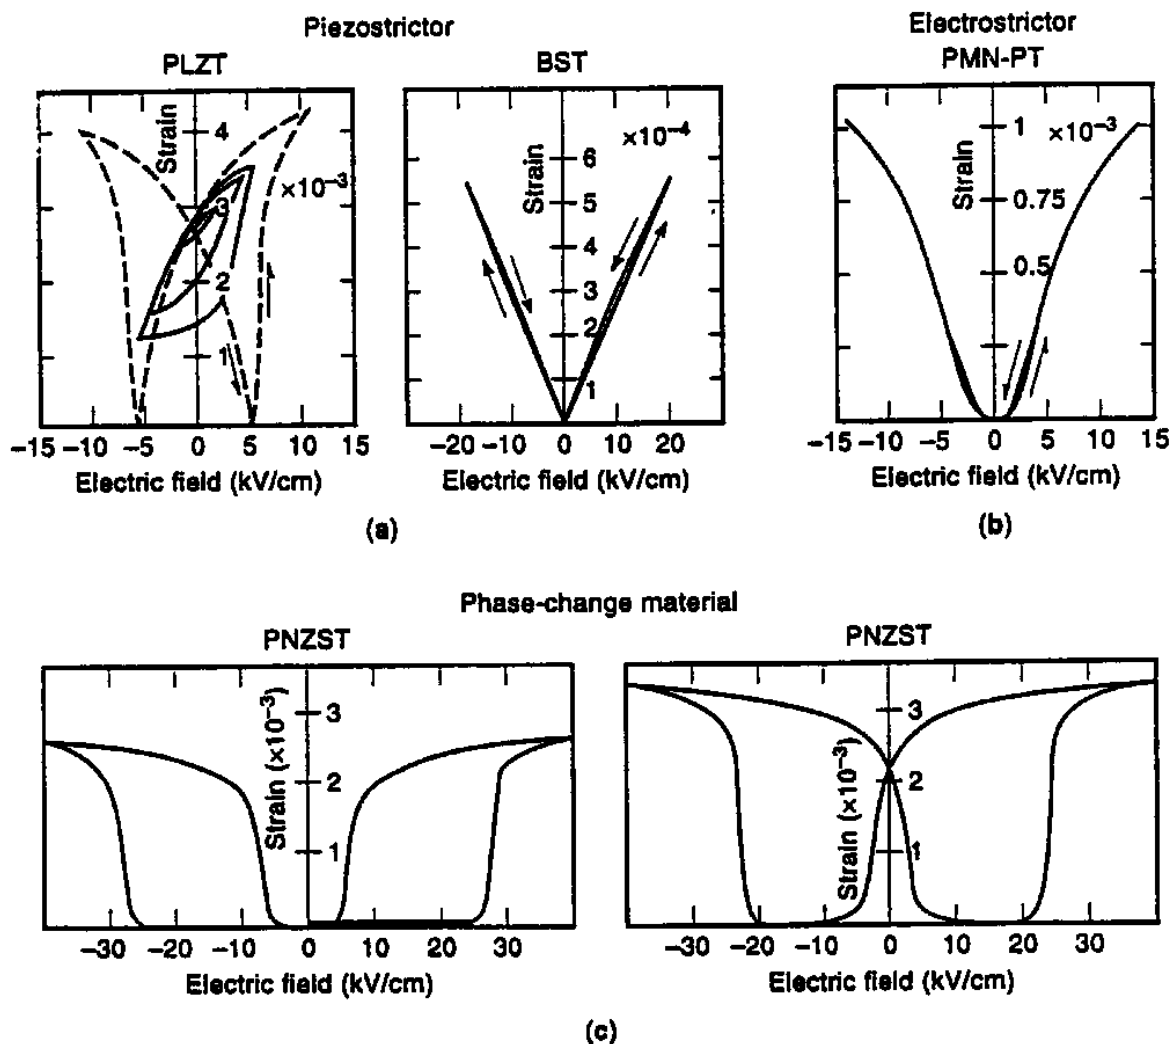 Piezostrictor
PLZT
Strain
4
×10⁻³
3
2
1
−15 −10 −5 0 5 10 15
Electric field (kV/cm)
BST
Strain
×10⁻⁴
6
5
4
3
2
1
−20 −10 0 10 20
Electric field (kV/cm)
(a)
Electrostrictor
PMN-PT
Strain
1
×10⁻³
0.75
0.5
−15 −10 −5 0 5 10 15
Electric field (kV/cm)
(b)
Phase-change material
PNZST
Strain (×10⁻³)
3
2
1
−30 −20 −10 0 10 20 30
Electric field (kV/cm)
PNZST
Strain (×10⁻³)
3
2
1
−30 −20 −10 0 10 20 30
Electric field (kV/cm)
(c)